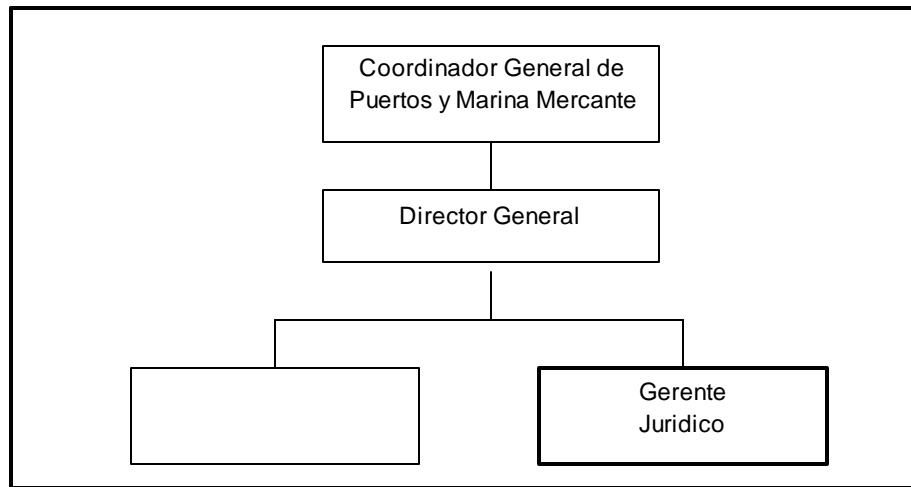 Coordinador General de
Puertos y Marina Mercante
Director General
Gerente
Juridico